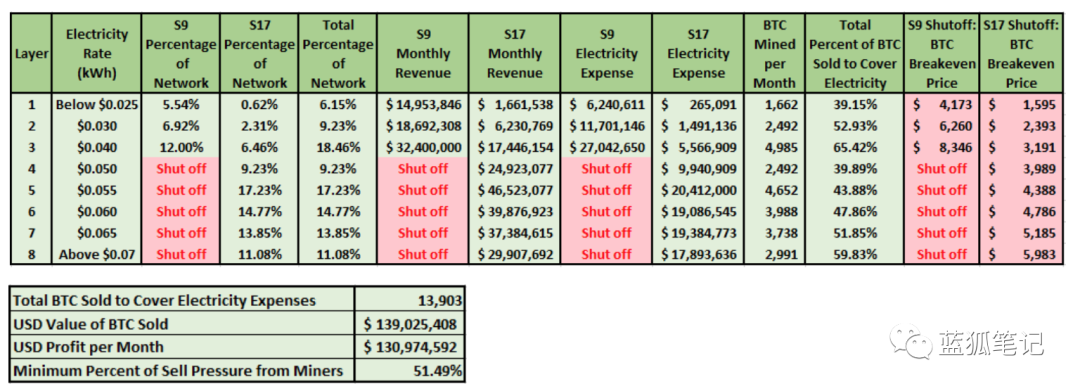 Layer Electricity Rate (kWh) S9 Percentage of Network S17 Percentage of Network Total Percentage of Network S9 Monthly Revenue S17 Monthly Revenue S9 Electricity Expense S17 Electricity Expense BTC Mined per Month Total Percent of BTC Sold to Cover Electricity S9 Shutoff: BTC Breakeven Price S17 Shutoff: BTC Breakeven Price
1 Below $0.025 5.54% 0.62% 6.15% $ 14,953,846 $ 1,661,538 $ 6,240,611 $ 265,091 1,662 39.15% $ 4,173 $ 1,595
2 $0.030 6.92% 2.31% 9.23% $ 18,692,308 $ 6,230,769 $ 11,701,146 $ 1,491,136 2,492 52.93% $ 6,260 $ 2,393
3 $0.040 12.00% 6.46% 18.46% $ 32,400,000 $ 17,446,154 $ 27,042,650 $ 5,566,909 4,985 65.42% $ 8,346 $ 3,191
4 $0.050 Shut off 9.23% 9.23% Shut off $ 24,923,077 Shut off $ 9,940,909 2,492 39.89% Shut off $ 3,989
5 $0.055 Shut off 17.23% 17.23% Shut off $ 46,523,077 Shut off $ 20,412,000 4,652 43.88% Shut off $ 4,388
6 $0.060 Shut off 14.77% 14.77% Shut off $ 39,876,923 Shut off $ 19,086,545 3,988 47.86% Shut off $ 4,786
7 $0.065 Shut off 13.85% 13.85% Shut off $ 37,384,615 Shut off $ 19,384,773 3,738 51.85% Shut off $ 5,185
8 Above $0.07 Shut off 11.08% 11.08% Shut off $ 29,907,692 Shut off $ 17,893,636 2,991 59.83% Shut off $ 5,983
Total BTC Sold to Cover Electricity Expenses 13,903
USD Value of BTC Sold $ 139,025,408
USD Profit per Month $ 130,974,592
Minimum Percent of Sell Pressure from Miners 51.49%
蓝狐笔记